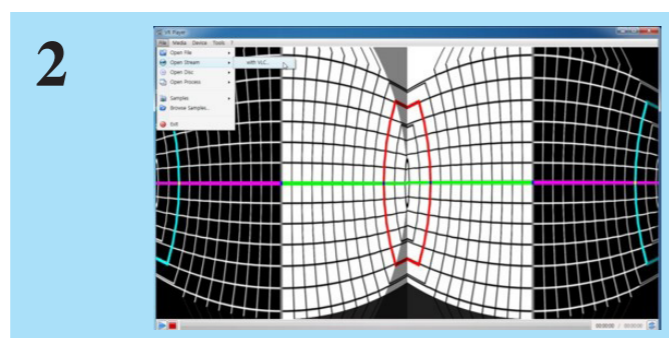 2
VR Player
File Media Device Tools ?
Open File
Open Stream
with VLC...
Open Disc
Open Process
Samples
Browse Samples...
Exit